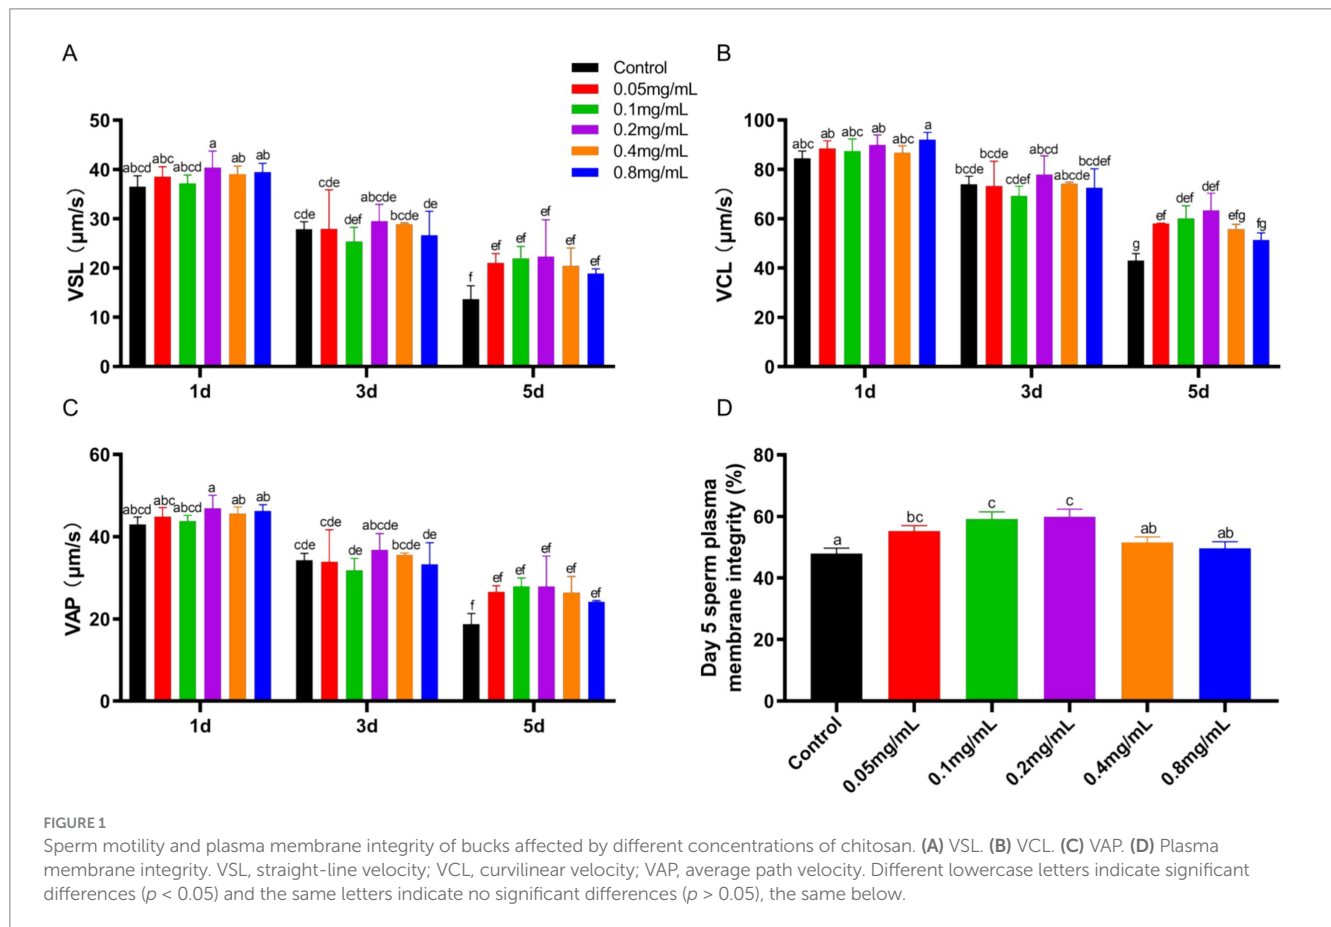 A
Control
0.05mg/mL
0.1mg/mL
0.2mg/mL
0.4mg/mL
0.8mg/mL
VSL (μm/s)
50
40
30
20
10
0
abcd abc abcd a ab ab
cde cde def abcde bcde de
f ef ef ef ef ef
1d 3d 5d
B
VCL (μm/s)
100
80
60
40
20
0
abc ab abc ab abc a
bcde bcde cdef abcd abcde bcdef
g ef def def efg fg
1d 3d 5d
C
VAP (μm/s)
60
40
20
0
abcd abc abcd a ab ab
cde cde de abcde bcde de
f ef ef ef ef ef
1d 3d 5d
D
Day 5 sperm plasma
membrane integrity (%)
80
60
40
20
0
a bc c c ab ab
Control 0.05mg/mL 0.1mg/mL 0.2mg/mL 0.4mg/mL 0.8mg/mL
FIGURE 1
Sperm motility and plasma membrane integrity of bucks affected by different concentrations of chitosan. (A) VSL. (B) VCL. (C) VAP. (D) Plasma
membrane integrity. VSL, straight-line velocity; VCL, curvilinear velocity; VAP, average path velocity. Different lowercase letters indicate significant
differences (p < 0.05) and the same letters indicate no significant differences (p > 0.05), the same below.